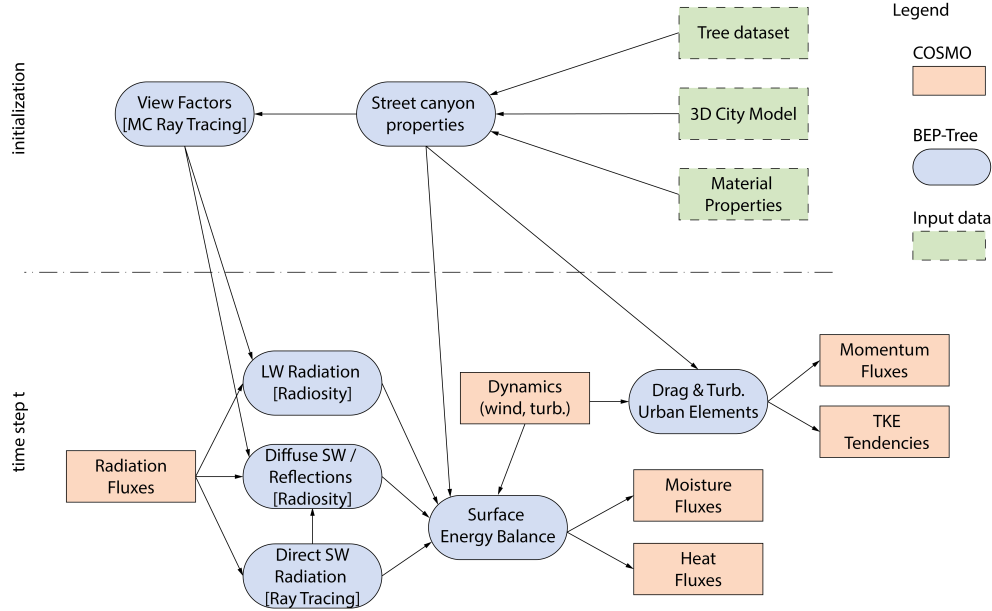 Legend
Tree dataset
COSMO
initialization
View Factors
[MC Ray Tracing]
Street canyon
properties
3D City Model
BEP-Tree
Material
Properties
Input data
time step t
LW Radiation
[Radiosity]
Dynamics
(wind, turb.)
Drag & Turb.
Urban Elements
Momentum
Fluxes
TKE
Tendencies
Radiation
Fluxes
Diffuse SW /
Reflections
[Radiosity]
Surface
Energy Balance
Moisture
Fluxes
Direct SW
Radiation
[Ray Tracing]
Heat
Fluxes